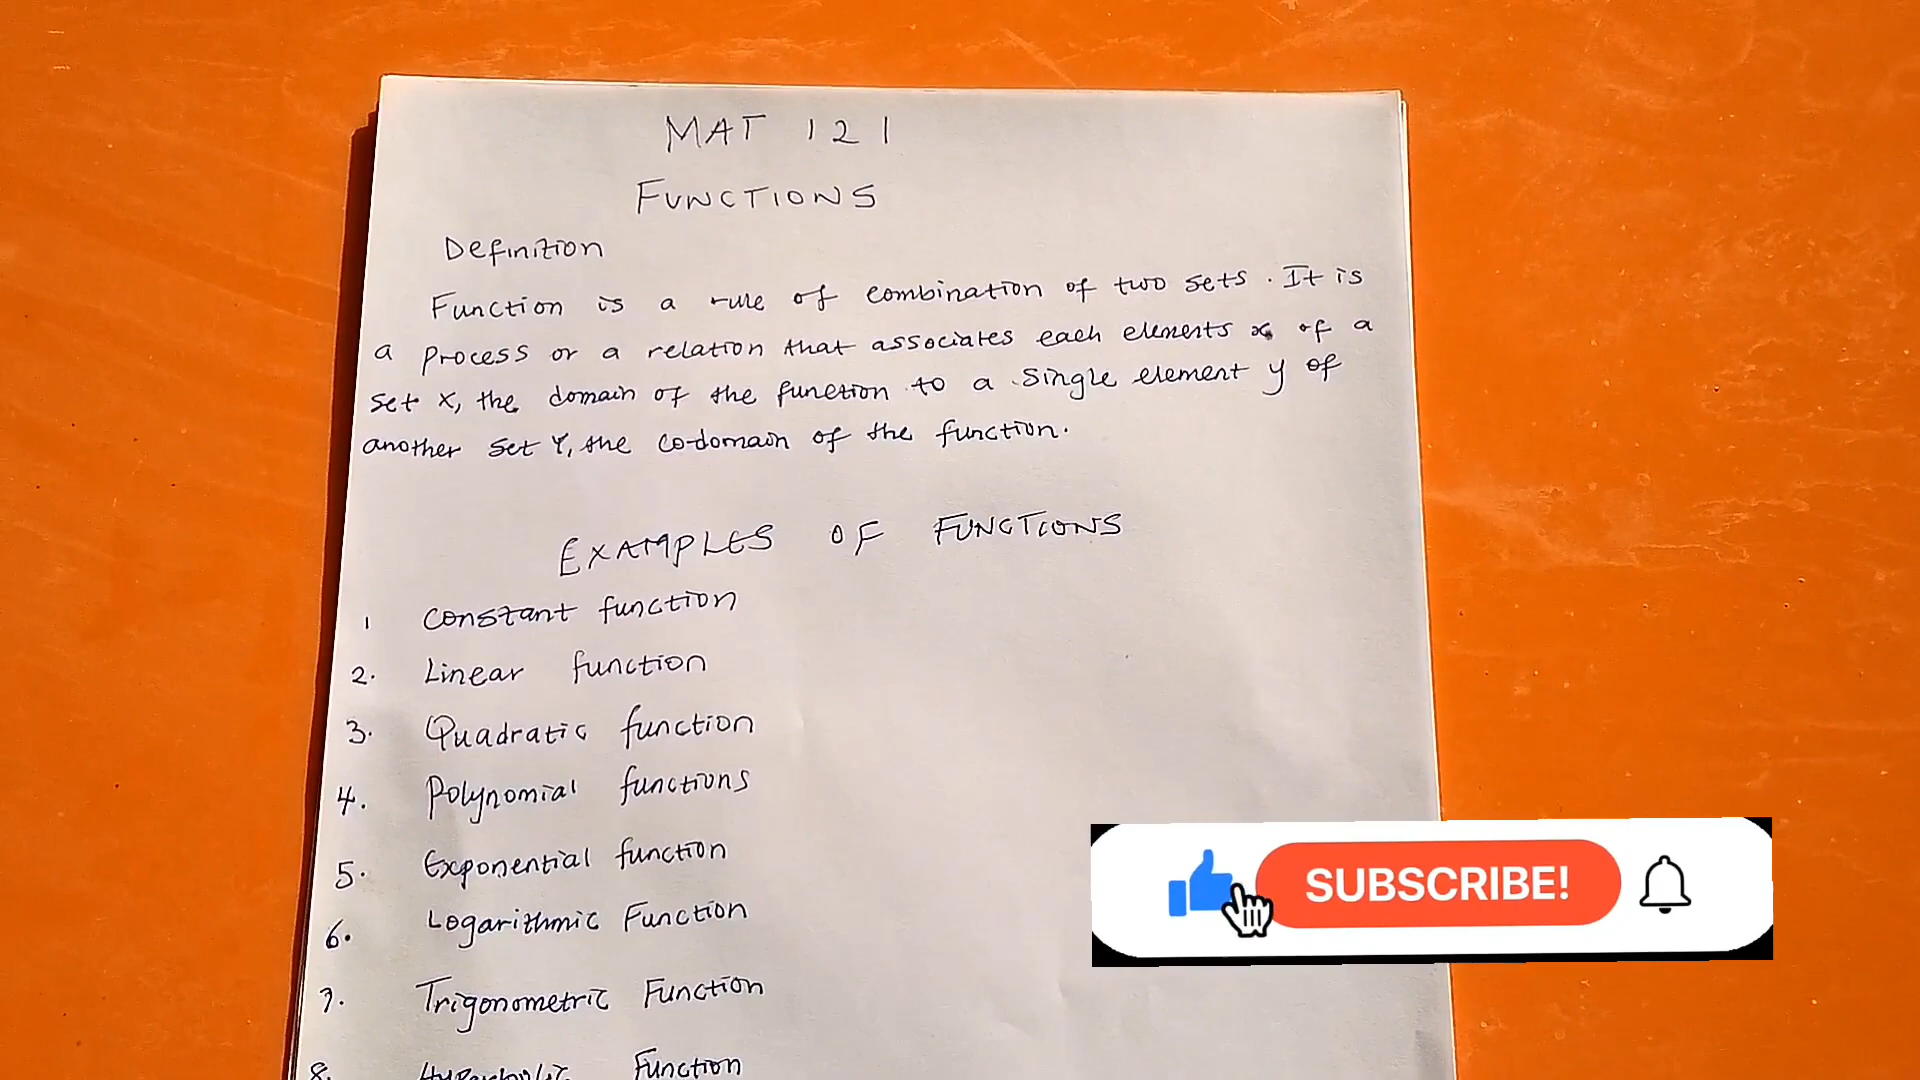 MAT 121
FUNCTIONS
Definition
Function is a rule of combination of two sets. It is
a process or a relation that associates each elements x of a
set X, the domain of the function to a single element y of
another set Y, the co-domain of the function.
EXAMPLES OF FUNCTIONS
1 Constant function
2. Linear function
3. Quadratic function
4. Polynomial functions
5. Exponential function
6. Logarithmic Function
7. Trigonometric Function
8. Hyperbolic Function
SUBSCRIBE!